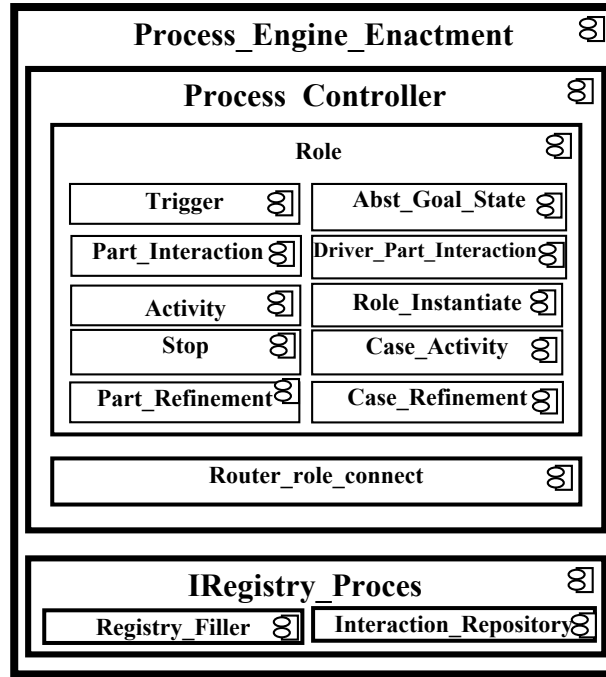 Process_Engine_Enactment
Process Controller
Role
Trigger
Abst_Goal_State
Part_Interaction
Driver_Part_Interaction
Activity
Role_Instantiate
Stop
Case_Activity
Part_Refinement
Case_Refinement
Router_role_connect
IRegistry_Proces
Registry_Filler
Interaction_Repository